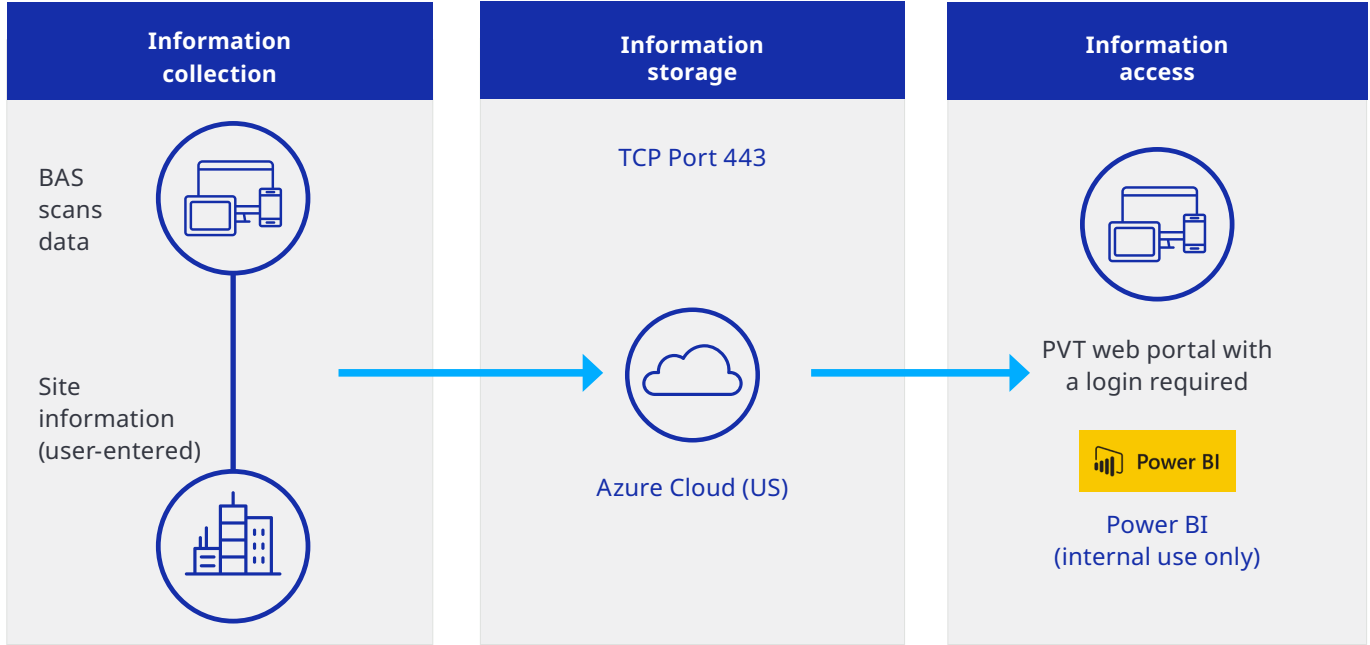 Information
collection
BAS
scans
data
Site
information
(user-entered)
Information
storage
TCP Port 443
Azure Cloud (US)
Information
access
PVT web portal with
a login required
Power BI
Power BI
(internal use only)